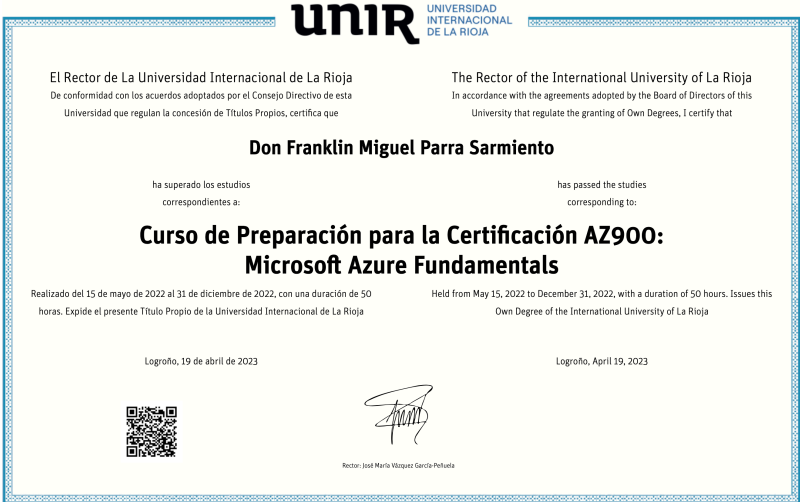 unir
UNIVERSIDAD
INTERNACIONAL
DE LA RIOJA
El Rector de La Universidad Internacional de La Rioja
De conformidad con los acuerdos adoptados por el Consejo Directivo de esta
Universidad que regulan la concesión de Títulos Propios, certifica que
The Rector of the International University of La Rioja
In accordance with the agreements adopted by the Board of Directors of this
University that regulate the granting of Own Degrees, I certify that
Don Franklin Miguel Parra Sarmiento
ha superado los estudios
correspondientes a:
has passed the studies
corresponding to:
Curso de Preparación para la Certificación AZ900:
Microsoft Azure Fundamentals
Realizado del 15 de mayo de 2022 al 31 de diciembre de 2022, con una duración de 50
horas. Expide el presente Título Propio de la Universidad Internacional de La Rioja
Held from May 15, 2022 to December 31, 2022, with a duration of 50 hours. Issues this
Own Degree of the International University of La Rioja
Logroño, 19 de abril de 2023
Logroño, April 19, 2023
Rector: José María Vázquez García-Peñuela